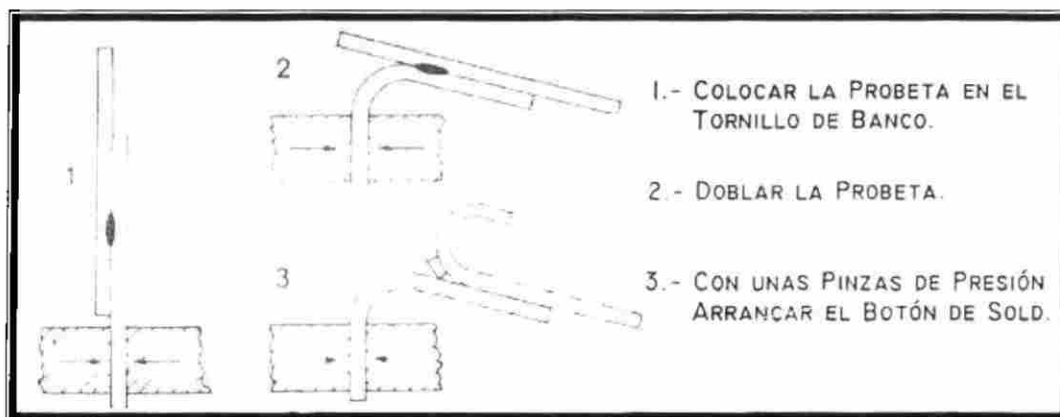 1
2
3
1.- COLOCAR LA PROBETA EN EL
TORNILLO DE BANCO.
2.- DOBLAR LA PROBETA.
3.- CON UNAS PINZAS DE PRESIÓN
ARRANCAR EL BOTÓN DE SOLD.